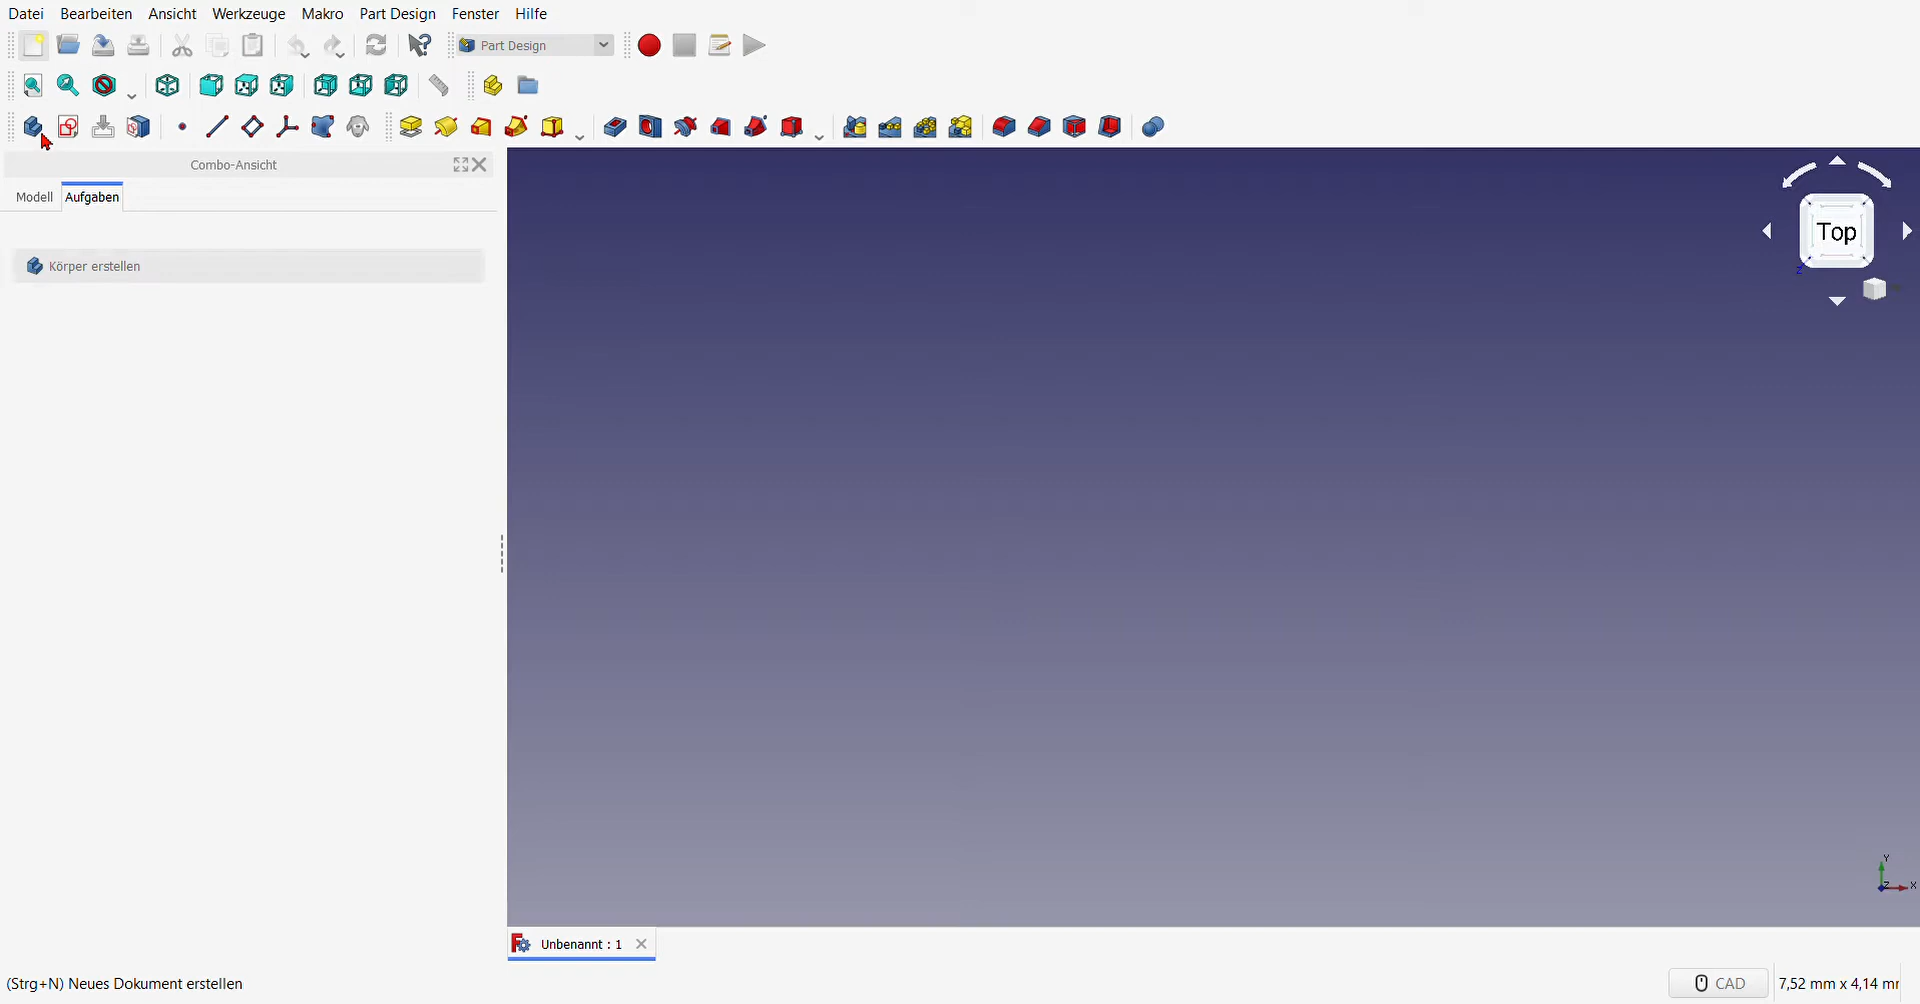 Datei Bearbeiten Ansicht Werkzeuge Makro Part Design Fenster Hilfe
Part Design
Combo-Ansicht
Modell Aufgaben
Körper erstellen
Top
Z
Y
Z X
Unbenannt : 1
(Strg+N) Neues Dokument erstellen
CAD 7,52 mm x 4,14 mr